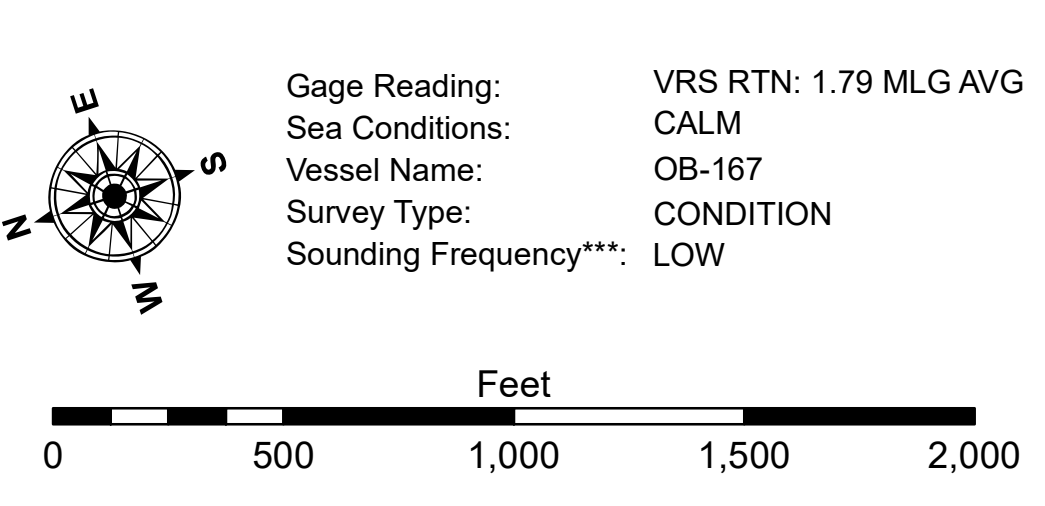 E
S
N
W
Gage Reading: VRS RTN: 1.79 MLG AVG
Sea Conditions: CALM
Vessel Name: OB-167
Survey Type: CONDITION
Sounding Frequency***: LOW
Feet
0 500 1,000 1,500 2,000